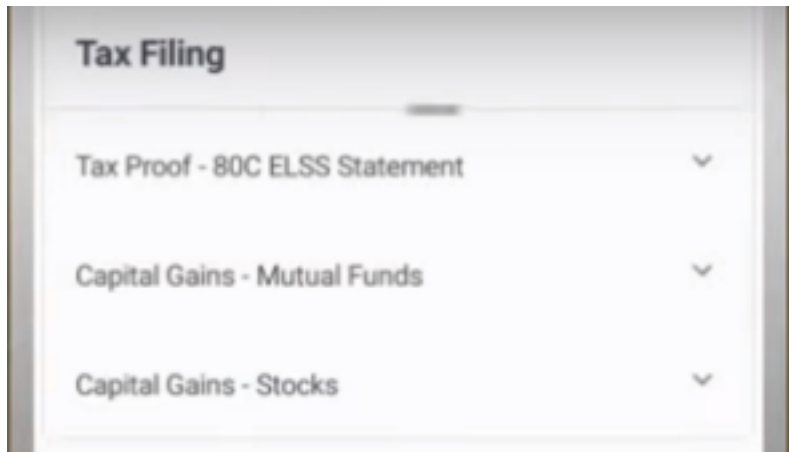 Tax Filing
Tax Proof - 80C ELSS Statement
Capital Gains - Mutual Funds
Capital Gains - Stocks